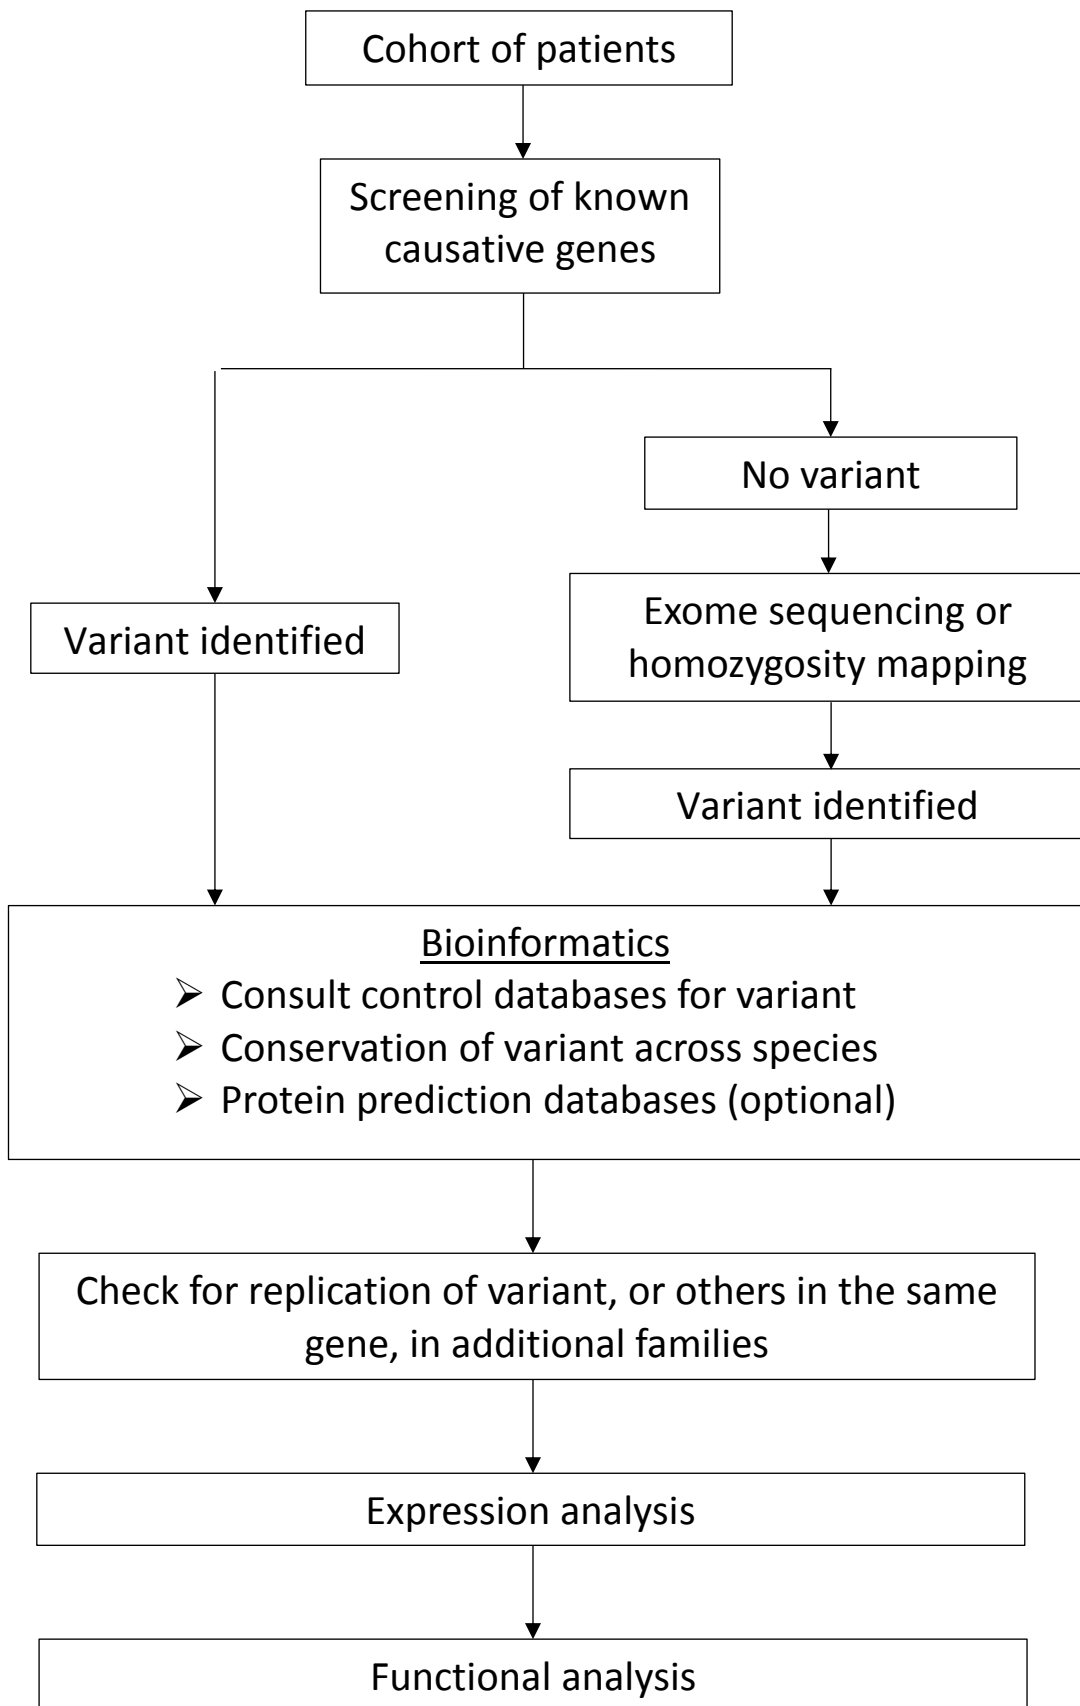 Cohort of patients
Screening of known
causative genes
No variant
Exome sequencing or
homozygosity mapping
Variant identified
Variant identified
Bioinformatics
➢ Consult control databases for variant
➢ Conservation of variant across species
➢ Protein prediction databases (optional)
Check for replication of variant, or others in the same
gene, in additional families
Expression analysis
Functional analysis